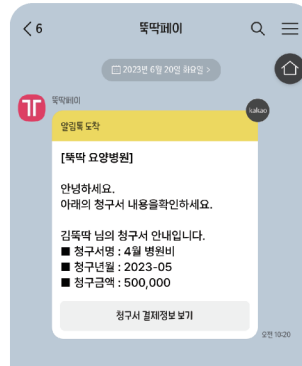 6 뚝딱페이
2023년 6월 20일 화요일 >
뚝딱페이
kakao
알림톡 도착
[뚝딱 요양병원]
안녕하세요.
아래의 청구서 내용을확인하세요.
김뚝딱 님의 청구서 안내입니다.
■ 청구서명 : 4월 병원비
■ 청구년월 : 2023-05
■ 청구금액 : 500,000
청구서 결제정보 보기
오전 10:20